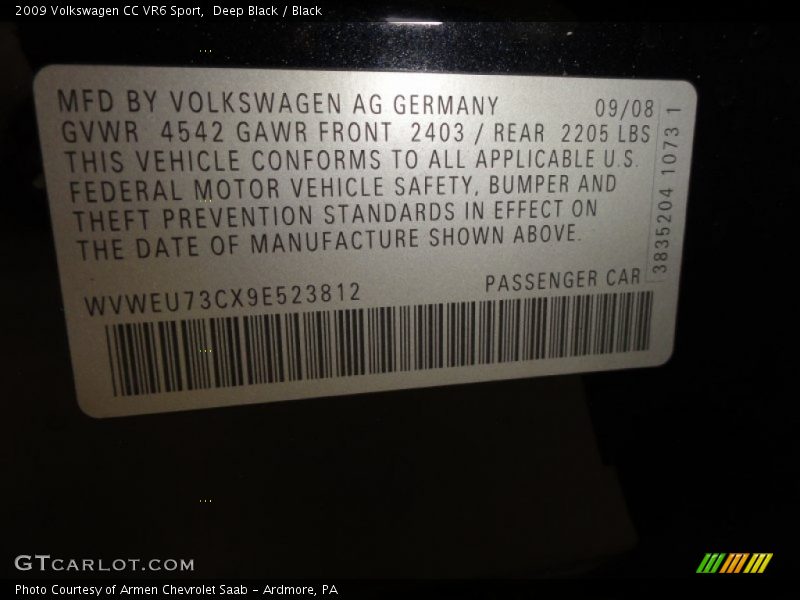 2009 Volkswagen CC VR6 Sport, Deep Black / Black
MFD BY VOLKSWAGEN AG GERMANY 09/08
GVWR 4542 GAWR FRONT 2403 / REAR 2205 LBS
THIS VEHICLE CONFORMS TO ALL APPLICABLE U.S.
FEDERAL MOTOR VEHICLE SAFETY, BUMPER AND
THEFT PREVENTION STANDARDS IN EFFECT ON
THE DATE OF MANUFACTURE SHOWN ABOVE.
WVWEU73CX9E523812 PASSENGER CAR
3835204 1073 1
GTCARLOT.COM
Photo Courtesy of Armen Chevrolet Saab - Ardmore, PA